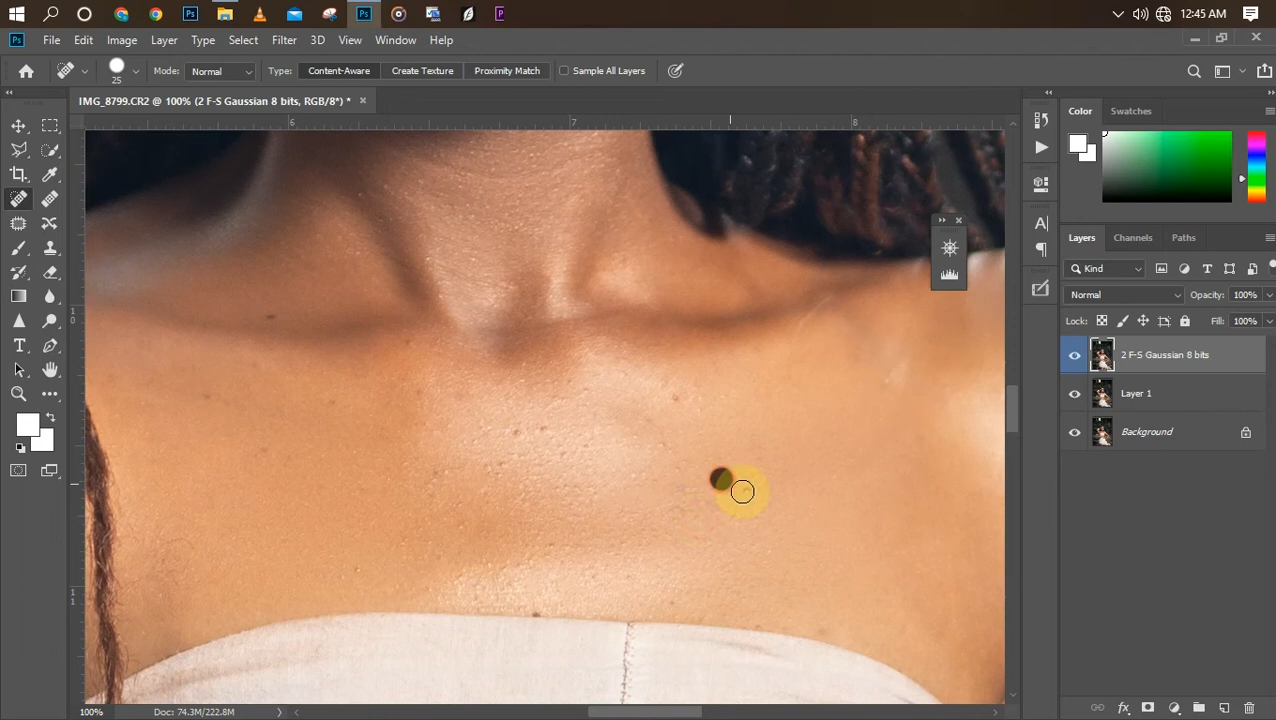 12:45 AM
Ps File Edit Image Layer Type Select Filter 3D View Window Help
25 Mode: Normal Type: Content-Aware Create Texture Proximity Match Sample All Layers
IMG_8799.CR2 @ 100% (2 F-S Gaussian 8 bits, RGB/8*) *
6 7 8
Color Swatches
Layers Channels Paths
Kind
Normal Opacity: 100%
Lock: Fill: 100%
2 F-S Gaussian 8 bits
Layer 1
Background
10
11
100% Doc: 74.3M/222.8M